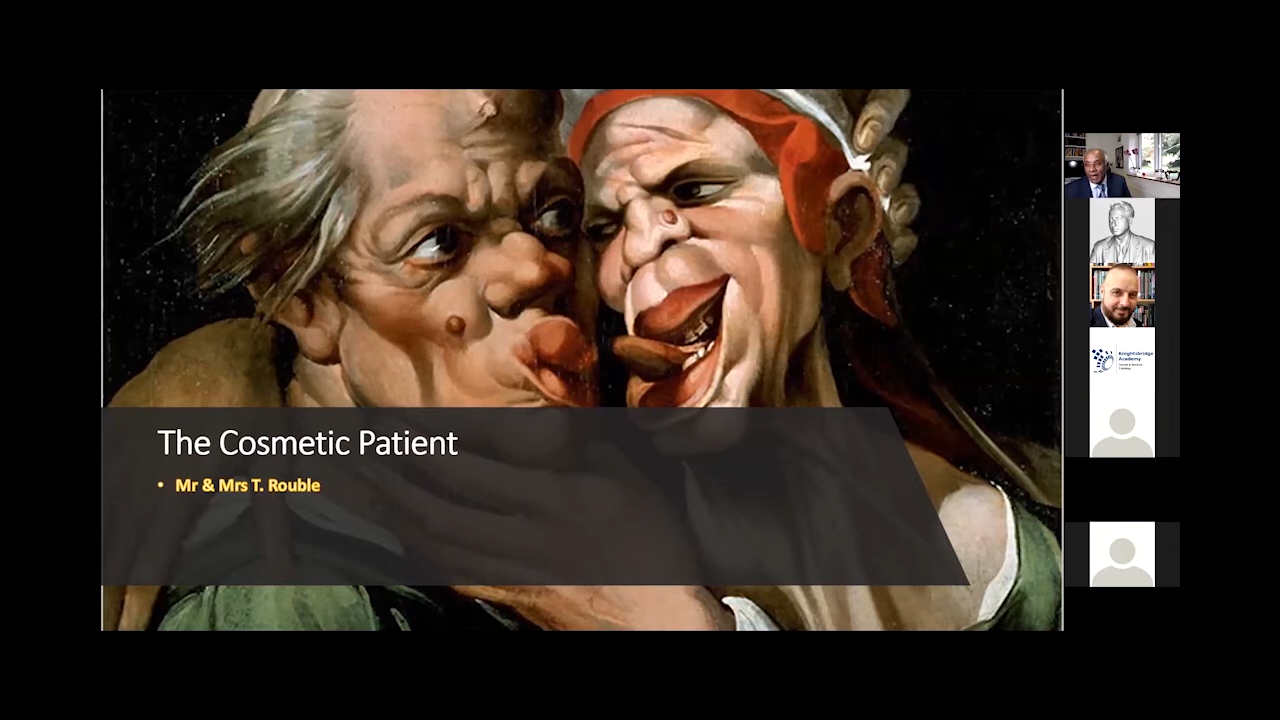 The Cosmetic Patient
• Mr & Mrs T. Rouble
Knightsbridge
Academy